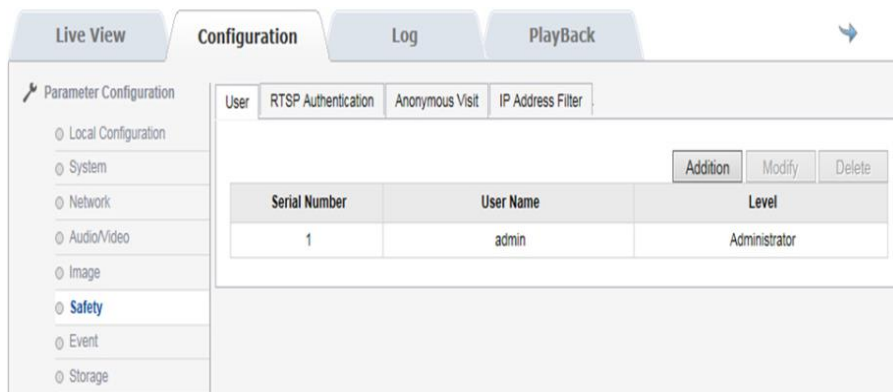 Live View Configuration Log PlayBack
Parameter Configuration
Local Configuration
System
Network
Audio/Video
Image
Safety
Event
Storage
User RTSP Authentication Anonymous Visit IP Address Filter
Addition Modify Delete
Serial Number User Name Level
1 admin Administrator